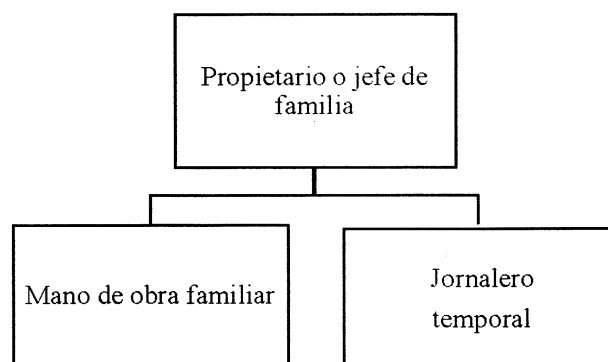 Propietario o jefe de
familia
Mano de obra familiar
Jornalero
temporal